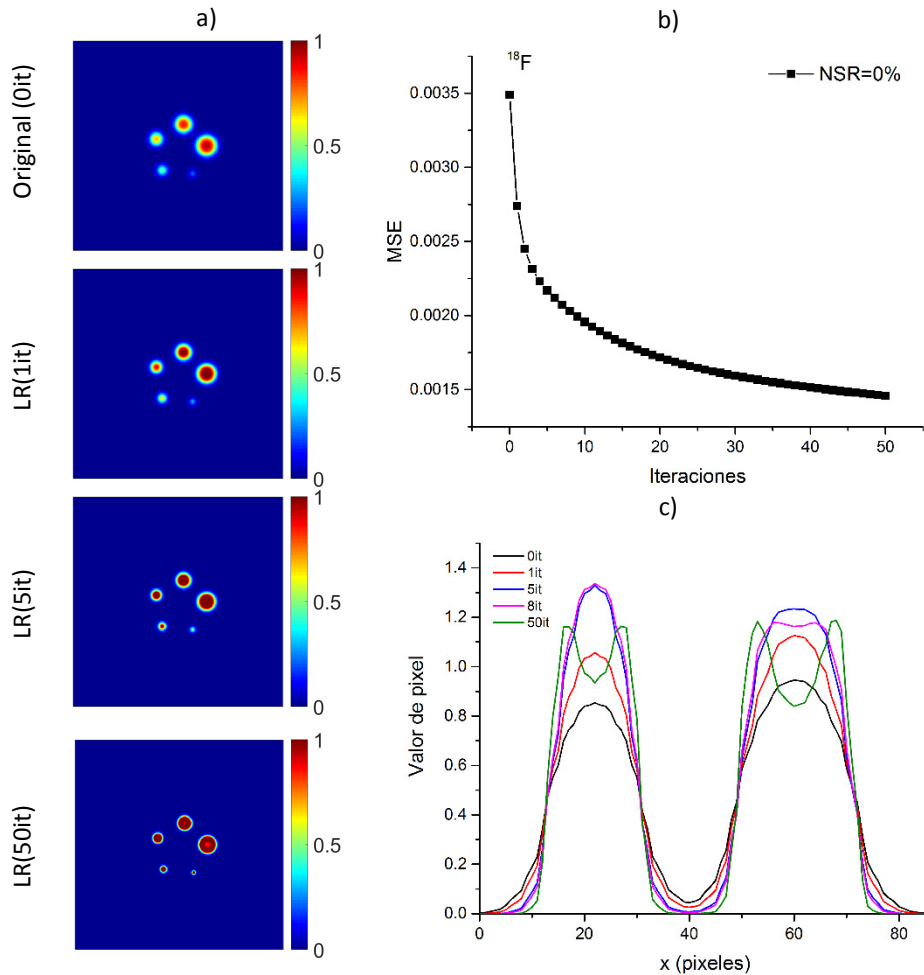 a)
Original (0it)
1
0.5
0
LR(1it)
1
0.5
0
LR(5it)
1
0.5
0
LR(50it)
1
0.5
0
b)
18F
NSR=0%
0.0035
0.0030
0.0025
0.0020
0.0015
MSE
0 10 20 30 40 50
Iteraciones
c)
0it
1it
5it
8it
50it
1.4
1.2
1.0
0.8
0.6
0.4
0.2
0.0
Valor de pixel
0 20 40 60 80
x (pixeles)